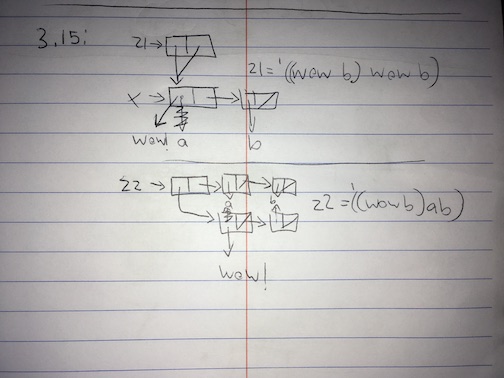 3.15:
z1→
z1='((wow b) wow b)
x→
wow! a b
z2→
a b
z2='((wow b) a b)
wow!